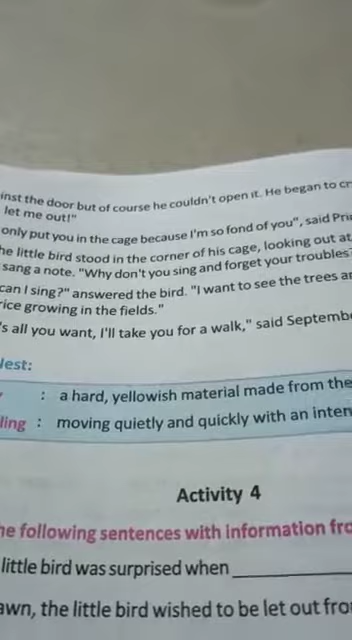 inst the door but of course he couldn't open it. He began to
let me out!"
only put you in the cage because I'm so fond of you", said
he little bird stood in the corner of his cage, looking out at
sang a note. "Why don't you sing and forget your troubles?
can I sing?" answered the bird. "I want to see the trees
rice growing in the fields."
's all you want, I'll take you for a walk," said
: a hard, yellowish material made from the
ling : moving quietly and quickly with an
Activity 4
he following sentences with information
little bird was surprised when
awn, the little bird wished to be let out